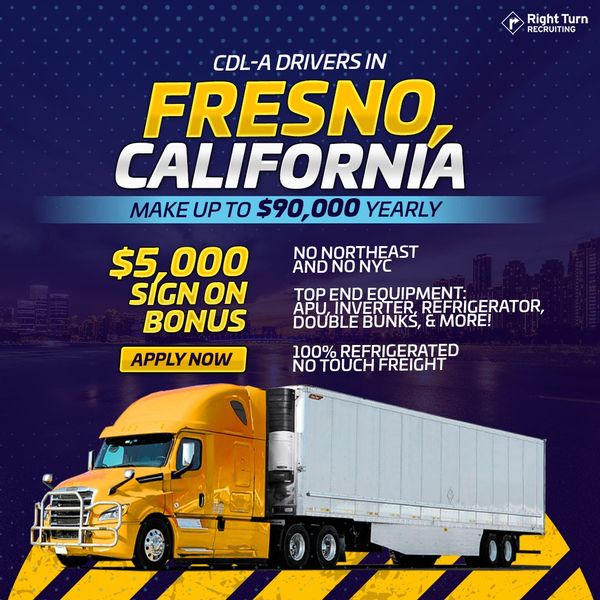 Right Turn
RECRUITING
CDL-A DRIVERS IN
FRESNO,
CALIFORNIA
MAKE UP TO $90,000 YEARLY
$5,000
SIGN ON
BONUS
APPLY NOW
NO NORTHEAST
AND NO NYC
TOP END EQUIPMENT:
APU, INVERTER, REFRIGERATOR,
DOUBLE BUNKS, & MORE!
100% REFRIGERATED
NO TOUCH FREIGHT